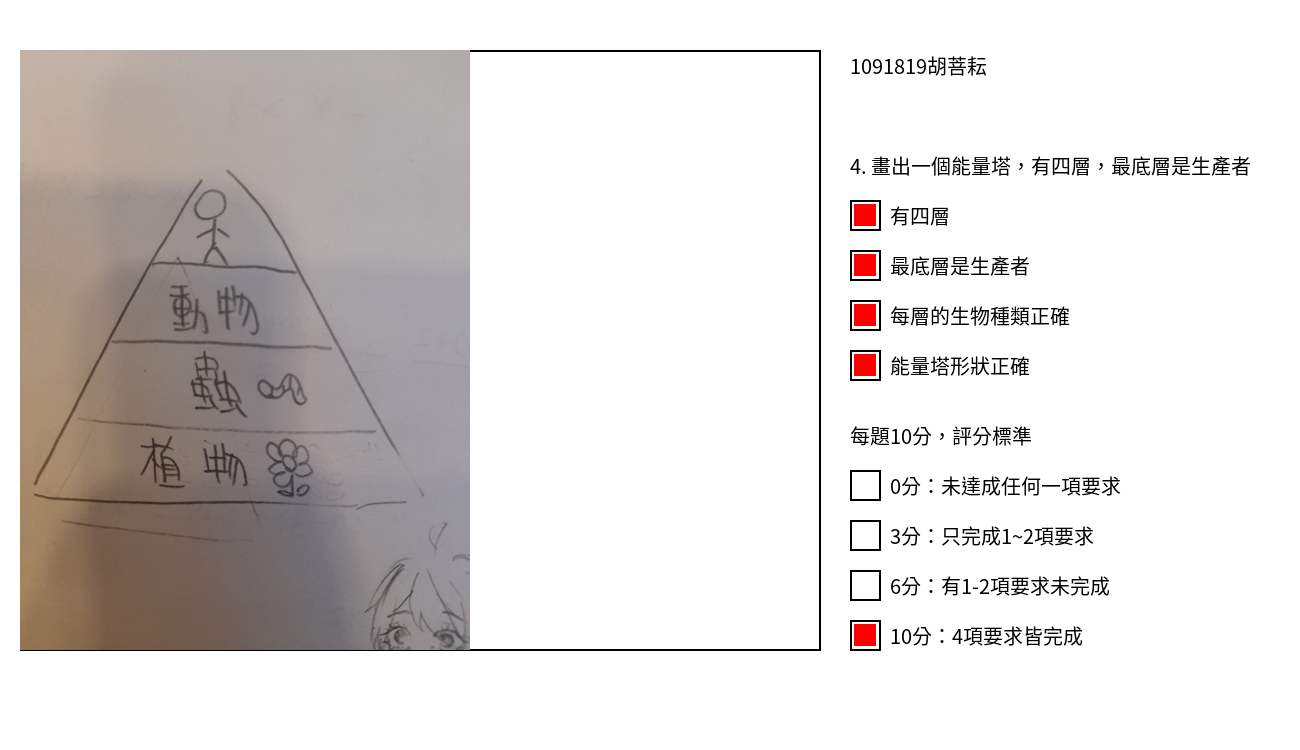 動物
蟲
植物
1091819胡菩耘
4. 畫出一個能量塔，有四層，最底層是生產者
有四層
最底層是生產者
每層的生物種類正確
能量塔形狀正確
每題10分，評分標準
0分：未達成任何一項要求
3分：只完成1~2項要求
6分：有1-2項要求未完成
10分：4項要求皆完成